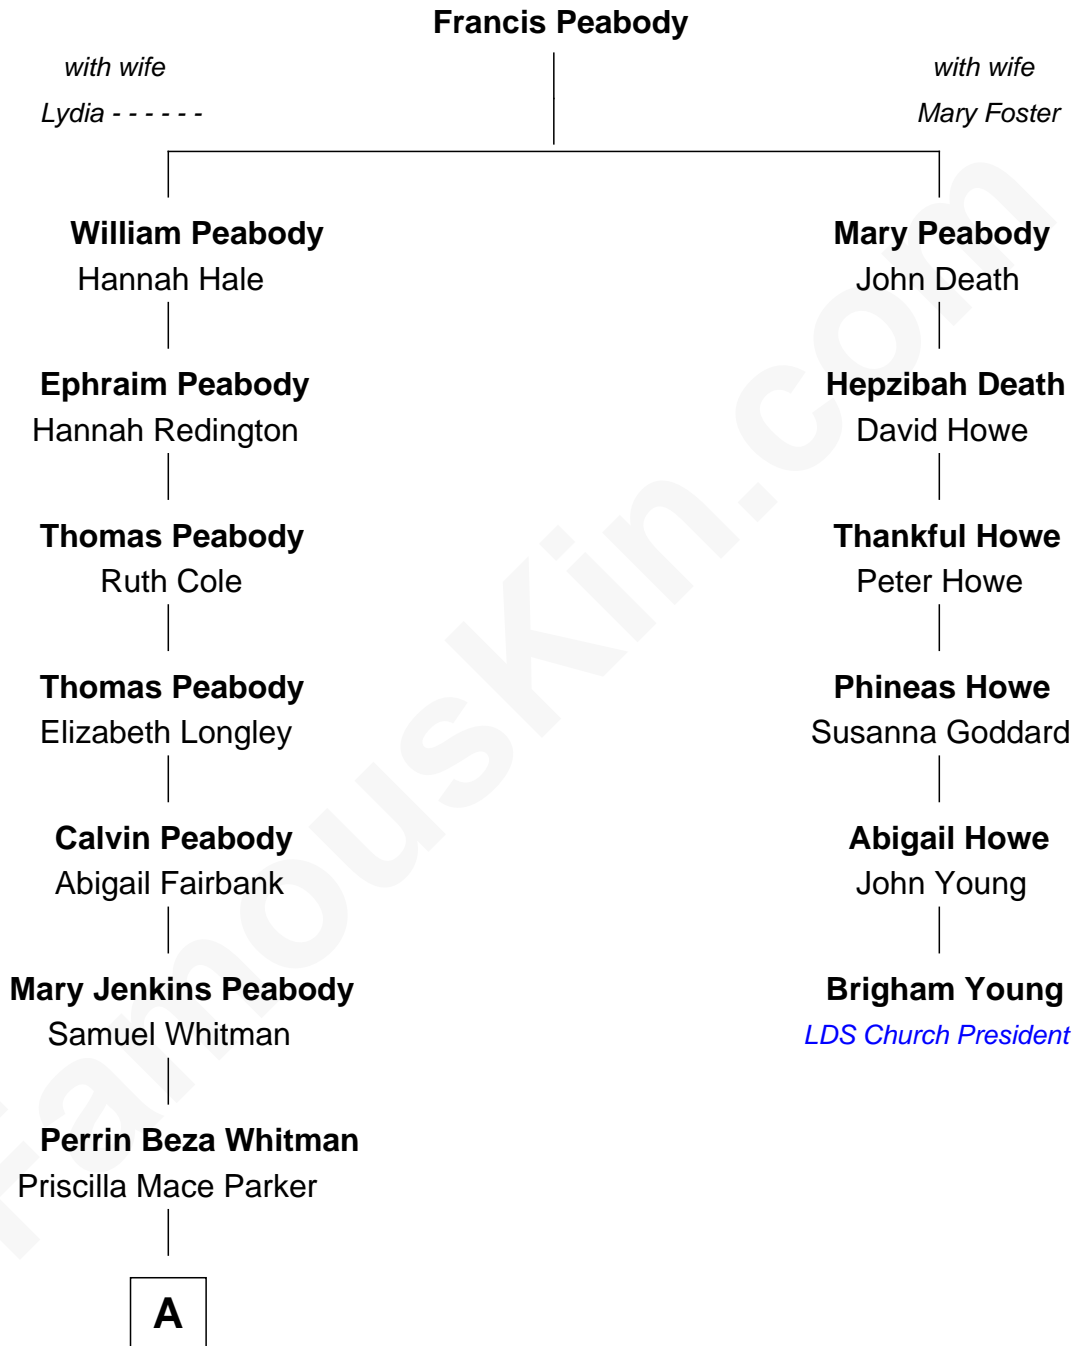 Francis Peabody
with wife
with wife
Lydia - - - - - -
Mary Foster
William Peabody
Mary Peabody
Hannah Hale
John Death
Ephraim Peabody
Hepzibah Death
Hannah Redington
David Howe
Thomas Peabody
Thankful Howe
Ruth Cole
Peter Howe
Thomas Peabody
Phineas Howe
Elizabeth Longley
Susanna Goddard
Calvin Peabody
Abigail Howe
Abigail Fairbank
John Young
Mary Jenkins Peabody
Brigham Young
Samuel Whitman
LDS Church President
Perrin Beza Whitman
Priscilla Mace Parker
A
FamousKin.com